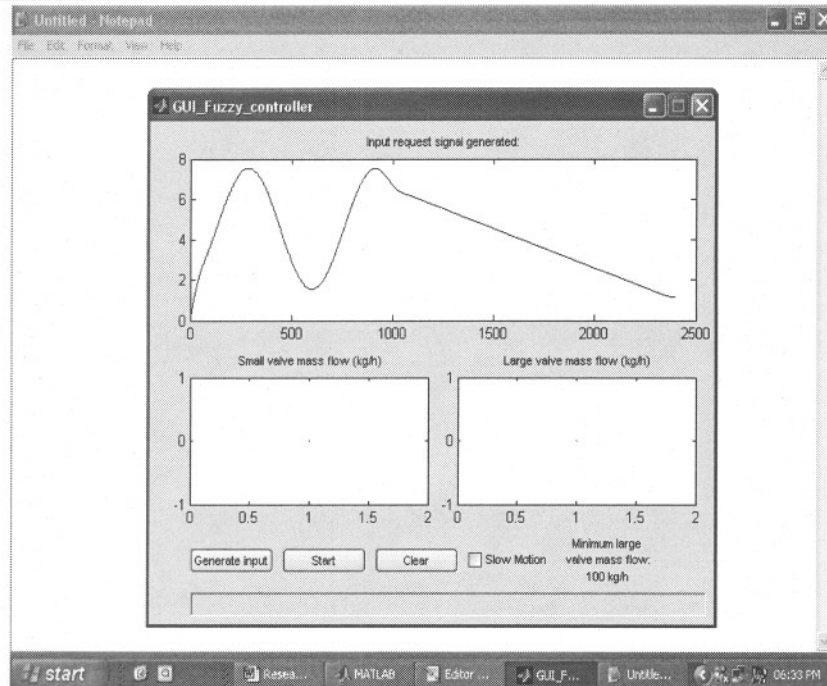 Untitled - Notepad
File Edit Format View Help
GUI_Fuzzy_controller
Input request signal generated:
8
6
4
2
0
0 500 1000 1500 2000 2500
Small valve mass flow (kg/h)
1
0
-1
0 0.5 1 1.5 2
Large valve mass flow (kg/h)
1
0
-1
0 0.5 1 1.5 2
Generate input Start Clear Slow Motion
Minimum large
valve mass flow:
100 kg/h
start Resea... MATLAB Editor ... GUI_F... Untitle... 06:33 PM